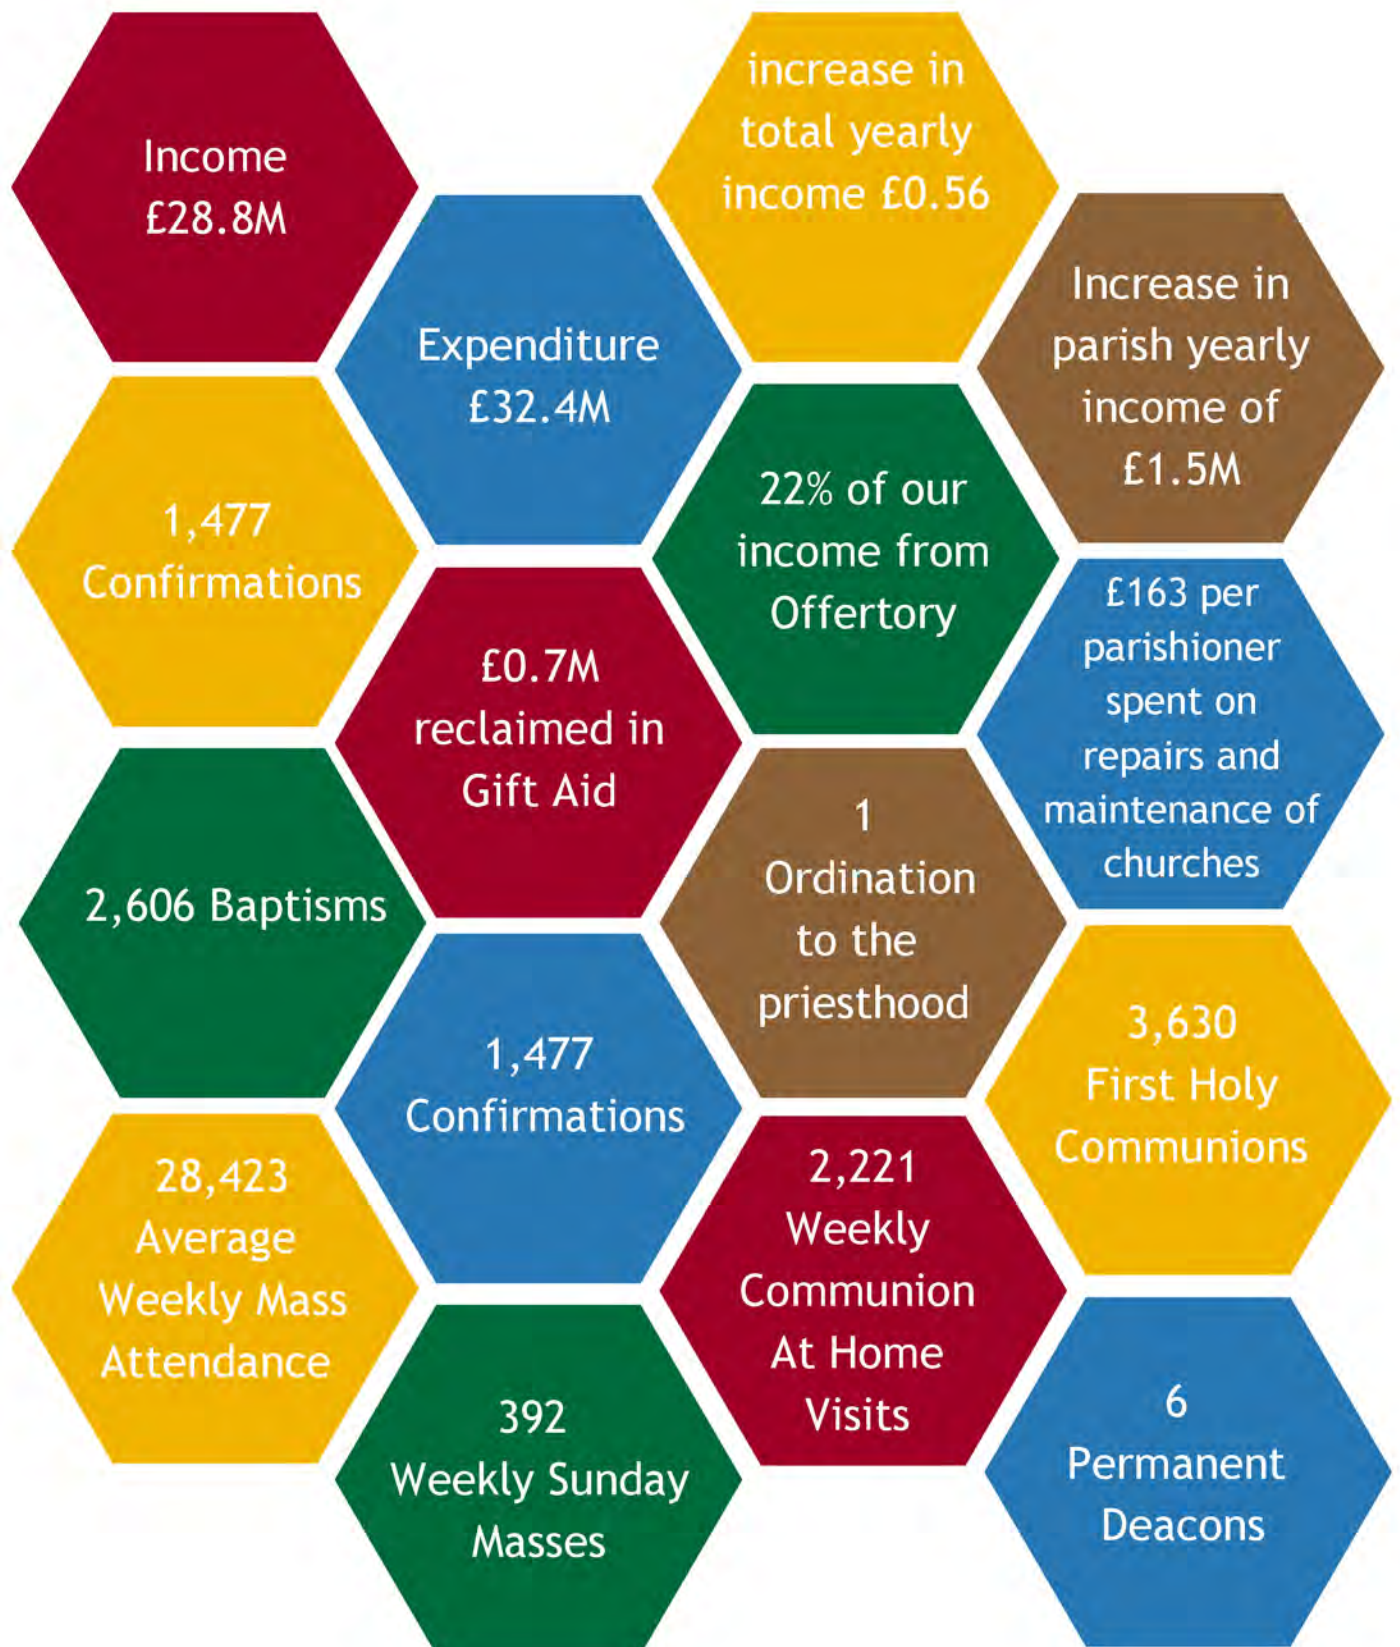 Income
£28.8M
increase in
total yearly
income £0.56
Expenditure
£32.4M
Increase in
parish yearly
income of
£1.5M
1,477
Confirmations
22% of our
income from
Offertory
£0.7M
reclaimed in
Gift Aid
£163 per
parishioner
spent on
repairs and
maintenance of
churches
2,606 Baptisms
1
Ordination
to the
priesthood
1,477
Confirmations
3,630
First Holy
Communions
28,423
Average
Weekly Mass
Attendance
2,221
Weekly
Communion
At Home
Visits
392
Weekly Sunday
Masses
6
Permanent
Deacons